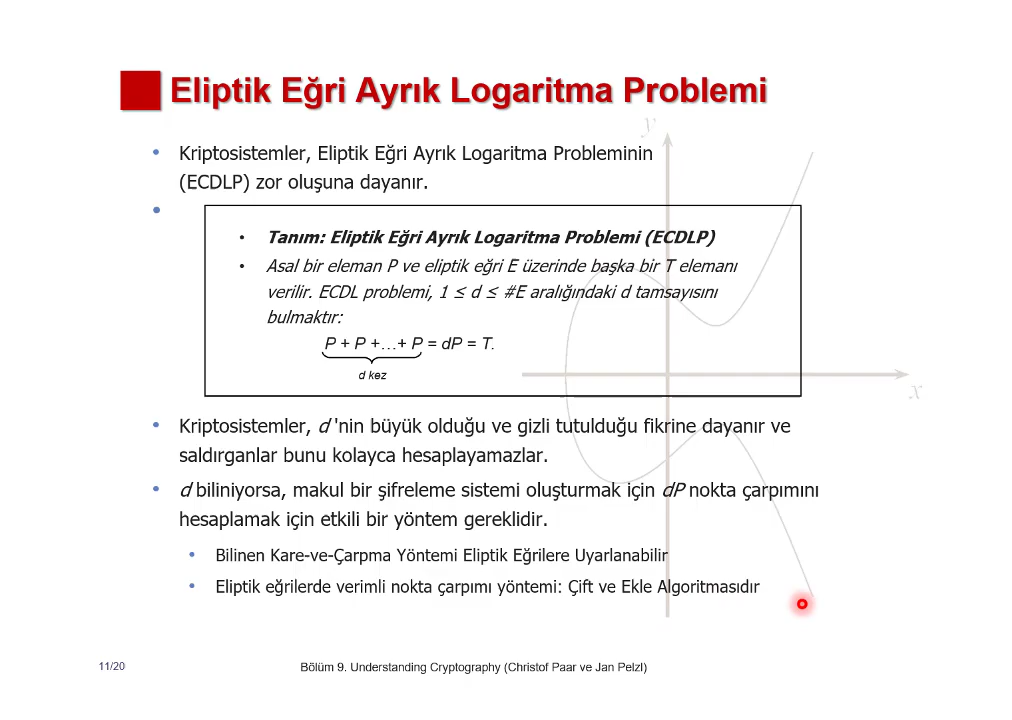 Eliptik Eğri Ayrık Logaritma Problemi
y
• Kriptosistemler, Eliptik Eğri Ayrık Logaritma Probleminin
(ECDLP) zor oluşuna dayanır.
•
• Tanım: Eliptik Eğri Ayrık Logaritma Problemi (ECDLP)
• Asal bir eleman P ve eliptik eğri E üzerinde başka bir T elemanı
verilir. ECDL problemi, 1 ≤ d ≤ #E aralığındaki d tamsayısını
bulmaktır:
P + P +…+ P = dP = T.
d kez
x
• Kriptosistemler, d 'nin büyük olduğu ve gizli tutulduğu fikrine dayanır ve
saldırganlar bunu kolayca hesaplayamazlar.
• d biliniyorsa, makul bir şifreleme sistemi oluşturmak için dP nokta çarpımını
hesaplamak için etkili bir yöntem gereklidir.
• Bilinen Kare-ve-Çarpma Yöntemi Eliptik Eğrilere Uyarlanabilir
• Eliptik eğrilerde verimli nokta çarpımı yöntemi: Çift ve Ekle Algoritmasıdır
11/20
Bölüm 9. Understanding Cryptography (Christof Paar ve Jan Pelzl)